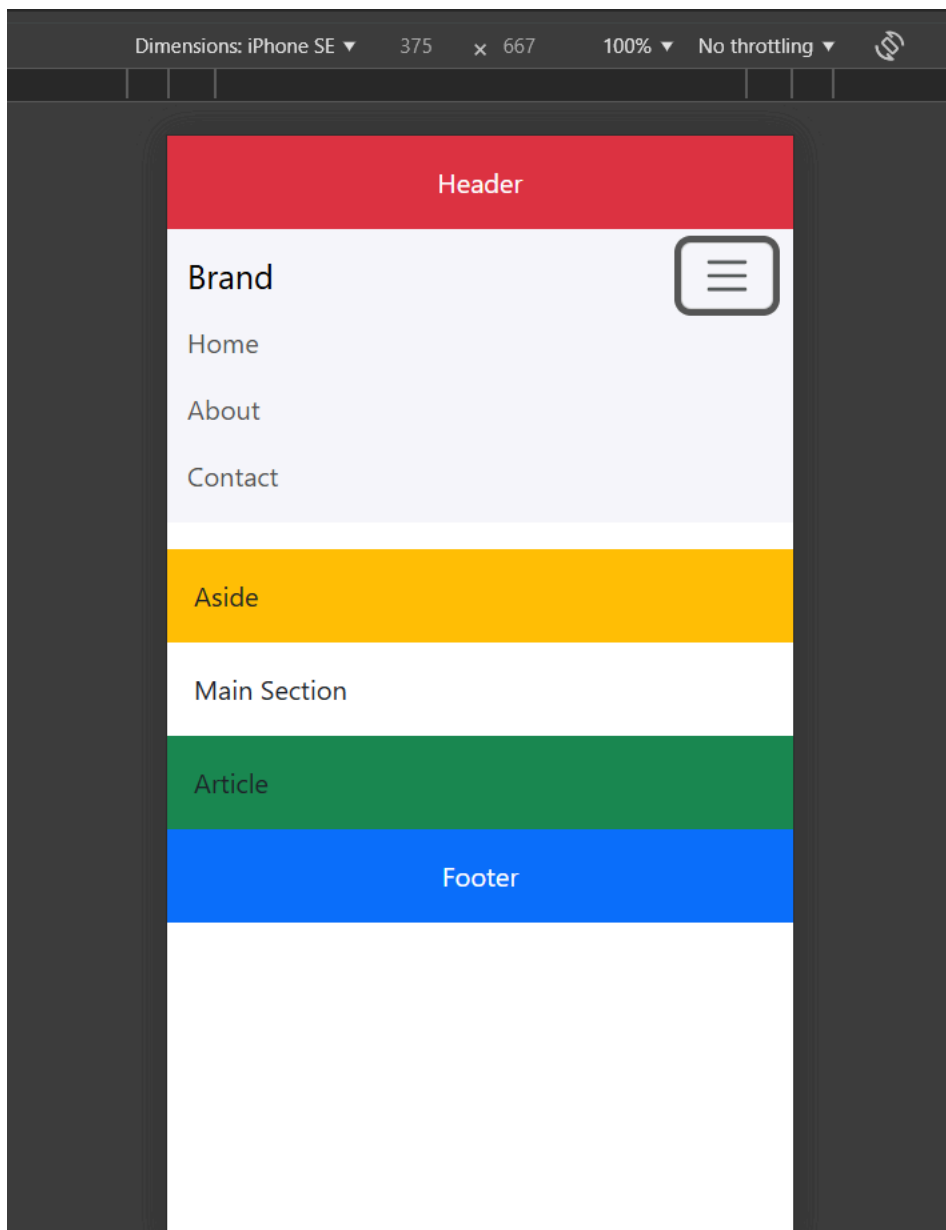 Dimensions: iPhone SE ▼ 375 × 667 100% ▼ No throttling ▼
Header
Brand
Home
About
Contact
Aside
Main Section
Article
Footer